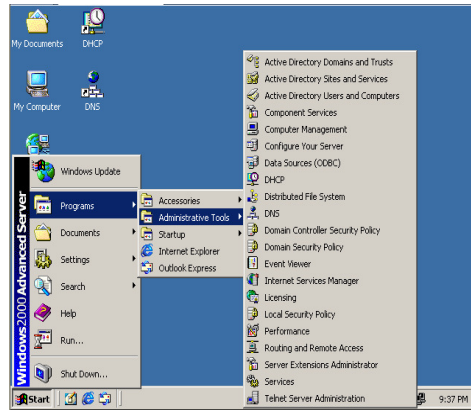 My Documents
DHCP
My Computer
DNS
Windows 2000 Advanced Server
Windows Update
Programs
Documents
Settings
Search
Help
Run...
Shut Down...
Accessories
Administrative Tools
Startup
Internet Explorer
Outlook Express
Active Directory Domains and Trusts
Active Directory Sites and Services
Active Directory Users and Computers
Component Services
Computer Management
Configure Your Server
Data Sources (ODBC)
DHCP
Distributed File System
DNS
Domain Controller Security Policy
Domain Security Policy
Event Viewer
Internet Services Manager
Licensing
Local Security Policy
Performance
Routing and Remote Access
Server Extensions Administrator
Services
Telnet Server Administration
Start
9:37 PM